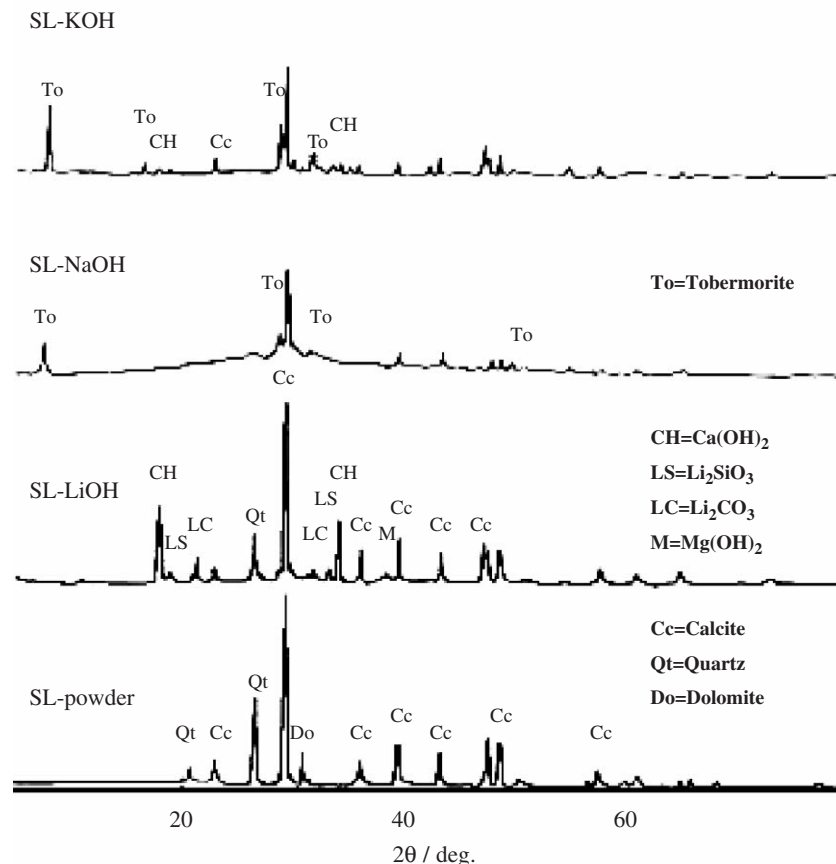 SL-KOH
To
To
To
CH
Cc
CH
To
SL-NaOH
To
To=Tobermorite
To
To
To
Cc
CH=Ca(OH)₂
CH
CH
LS=Li₂SiO₃
SL-LiOH
LS
Cc
LC=Li₂CO₃
Qt
LC
LC
Cc
M
Cc
Cc
M=Mg(OH)₂
LS
Cc=Calcite
Qt=Quartz
SL-powder
Qt
Do=Dolomite
Qt
Cc
Do
Cc
Cc
Cc
Cc
Cc
20
40
60
2θ / deg.